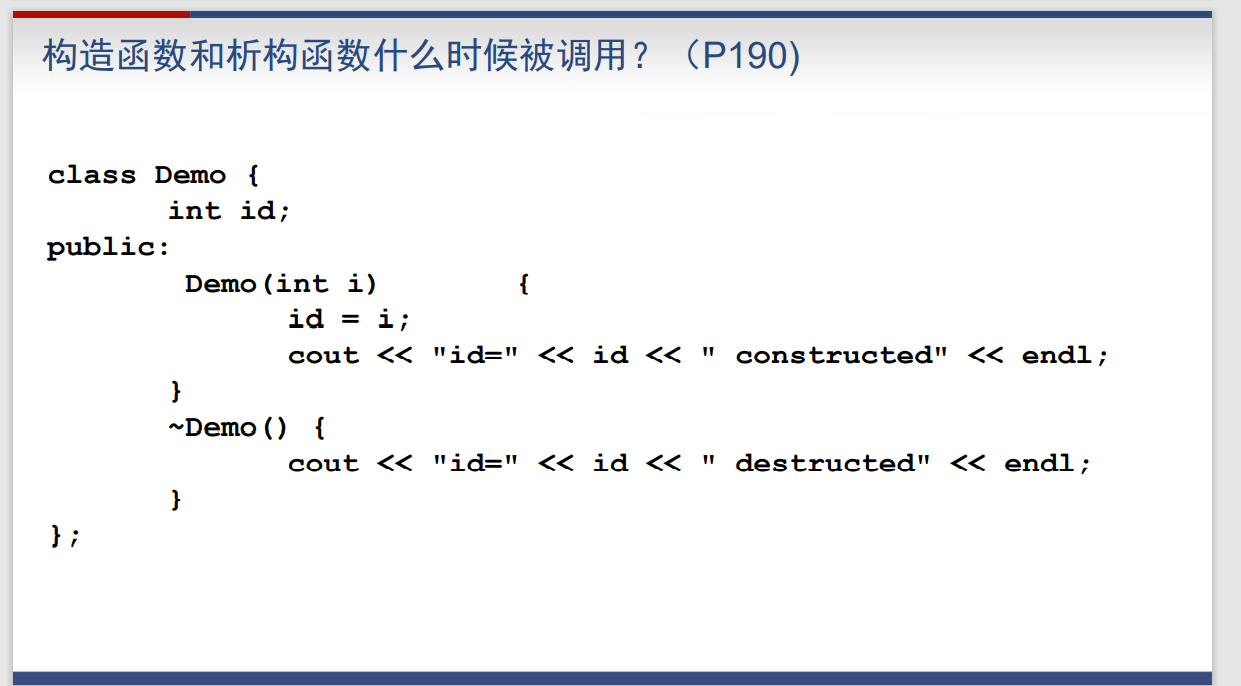 构造函数和析构函数什么时候被调用？（P190)
class Demo {
int id;
public:
Demo(int i) {
id = i;
cout << "id=" << id << " constructed" << endl;
}
~Demo() {
cout << "id=" << id << " destructed" << endl;
}
};